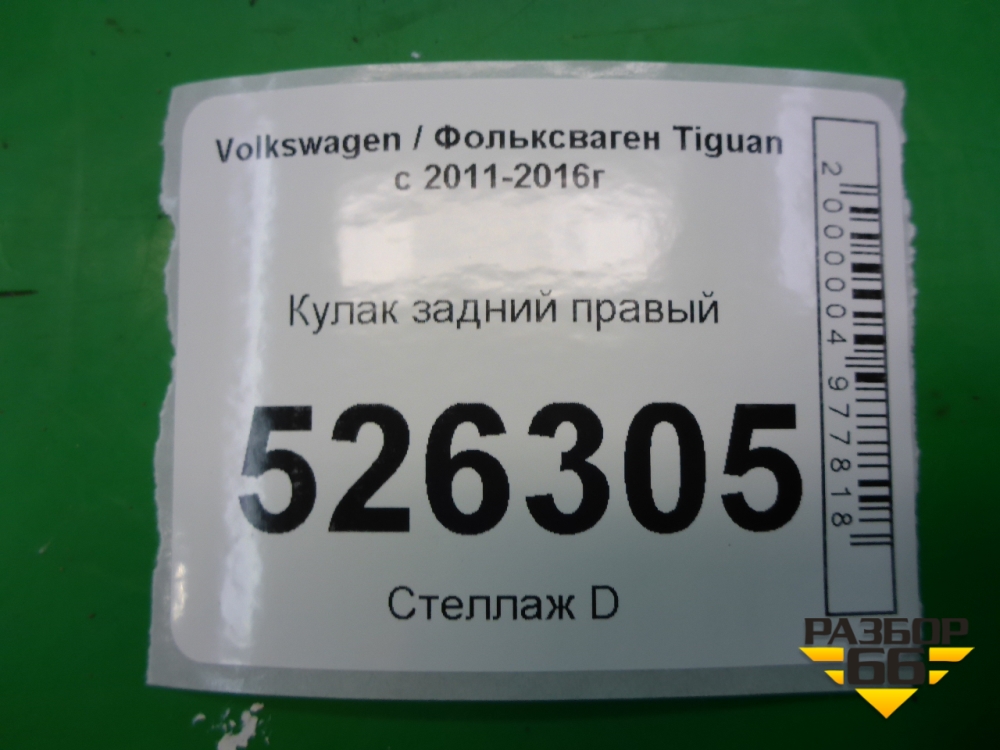 Volkswagen / Фольксваген Tiguan
с 2011-2016г
Кулак задний правый
526305
Стеллаж D
2000004977818
РАЗБОР
66